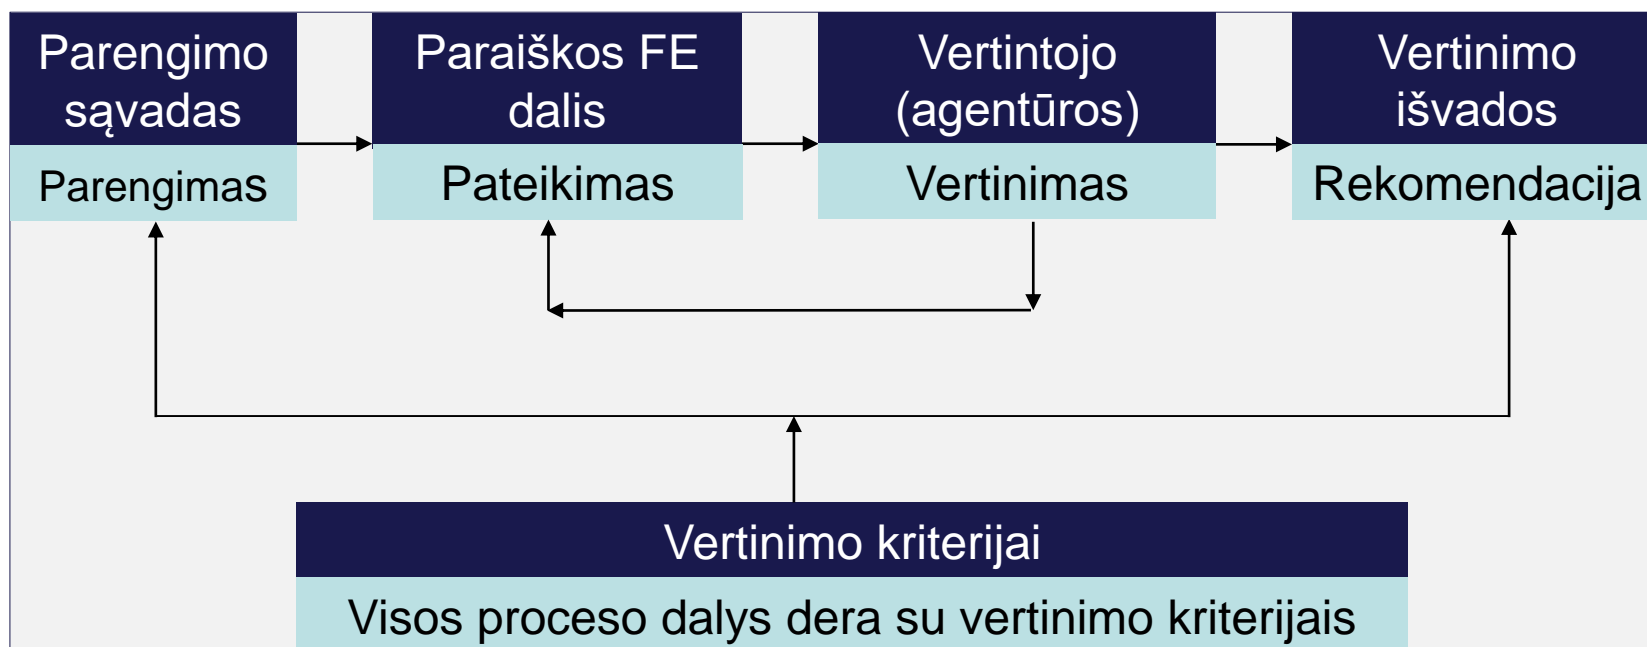 Parengimo
sąvadas
Parengimas
Paraiškos FE
dalis
Pateikimas
Vertintojo
(agentūros)
Vertinimas
Vertinimo
išvados
Rekomendacija
Vertinimo kriterijai
Visos proceso dalys dera su vertinimo kriterijais